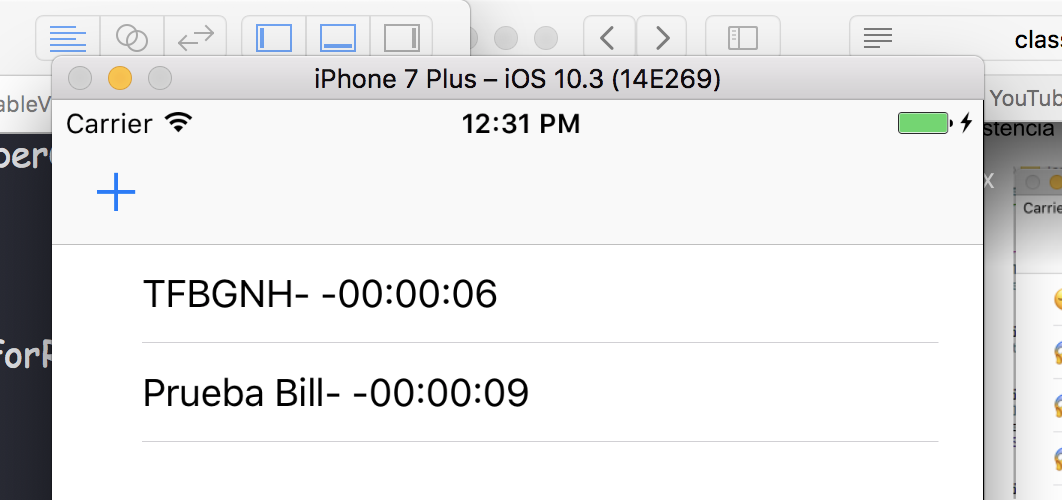 clas
iPhone 7 Plus – iOS 10.3 (14E269)
ableV
YouTub
Carrier 12:31 PM
stencia
ber
x
Carrie
TFBGNH- -00:00:06
forR
Prueba Bill- -00:00:09